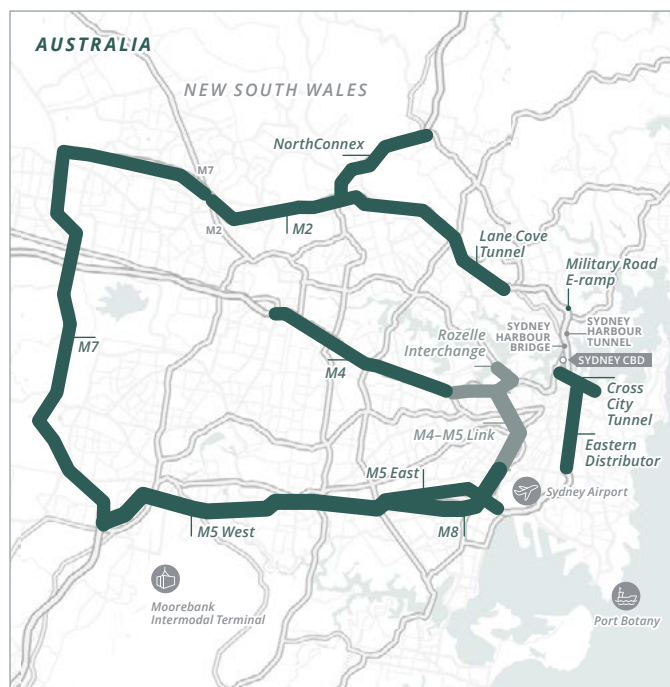 AUSTRALIA
NEW SOUTH WALES
NorthConnex
M7
M2
M2
Lane Cove
Tunnel
Military Road
E-ramp
SYDNEY
HARBOUR
BRIDGE
SYDNEY
HARBOUR
TUNNEL
SYDNEY CBD
Rozelle
Interchange
M7
M4
Cross
City
Tunnel
M4–M5 Link
Eastern
Distributor
M5 East
Sydney Airport
M5 West
M8
Moorebank
Intermodal Terminal
Port Botany